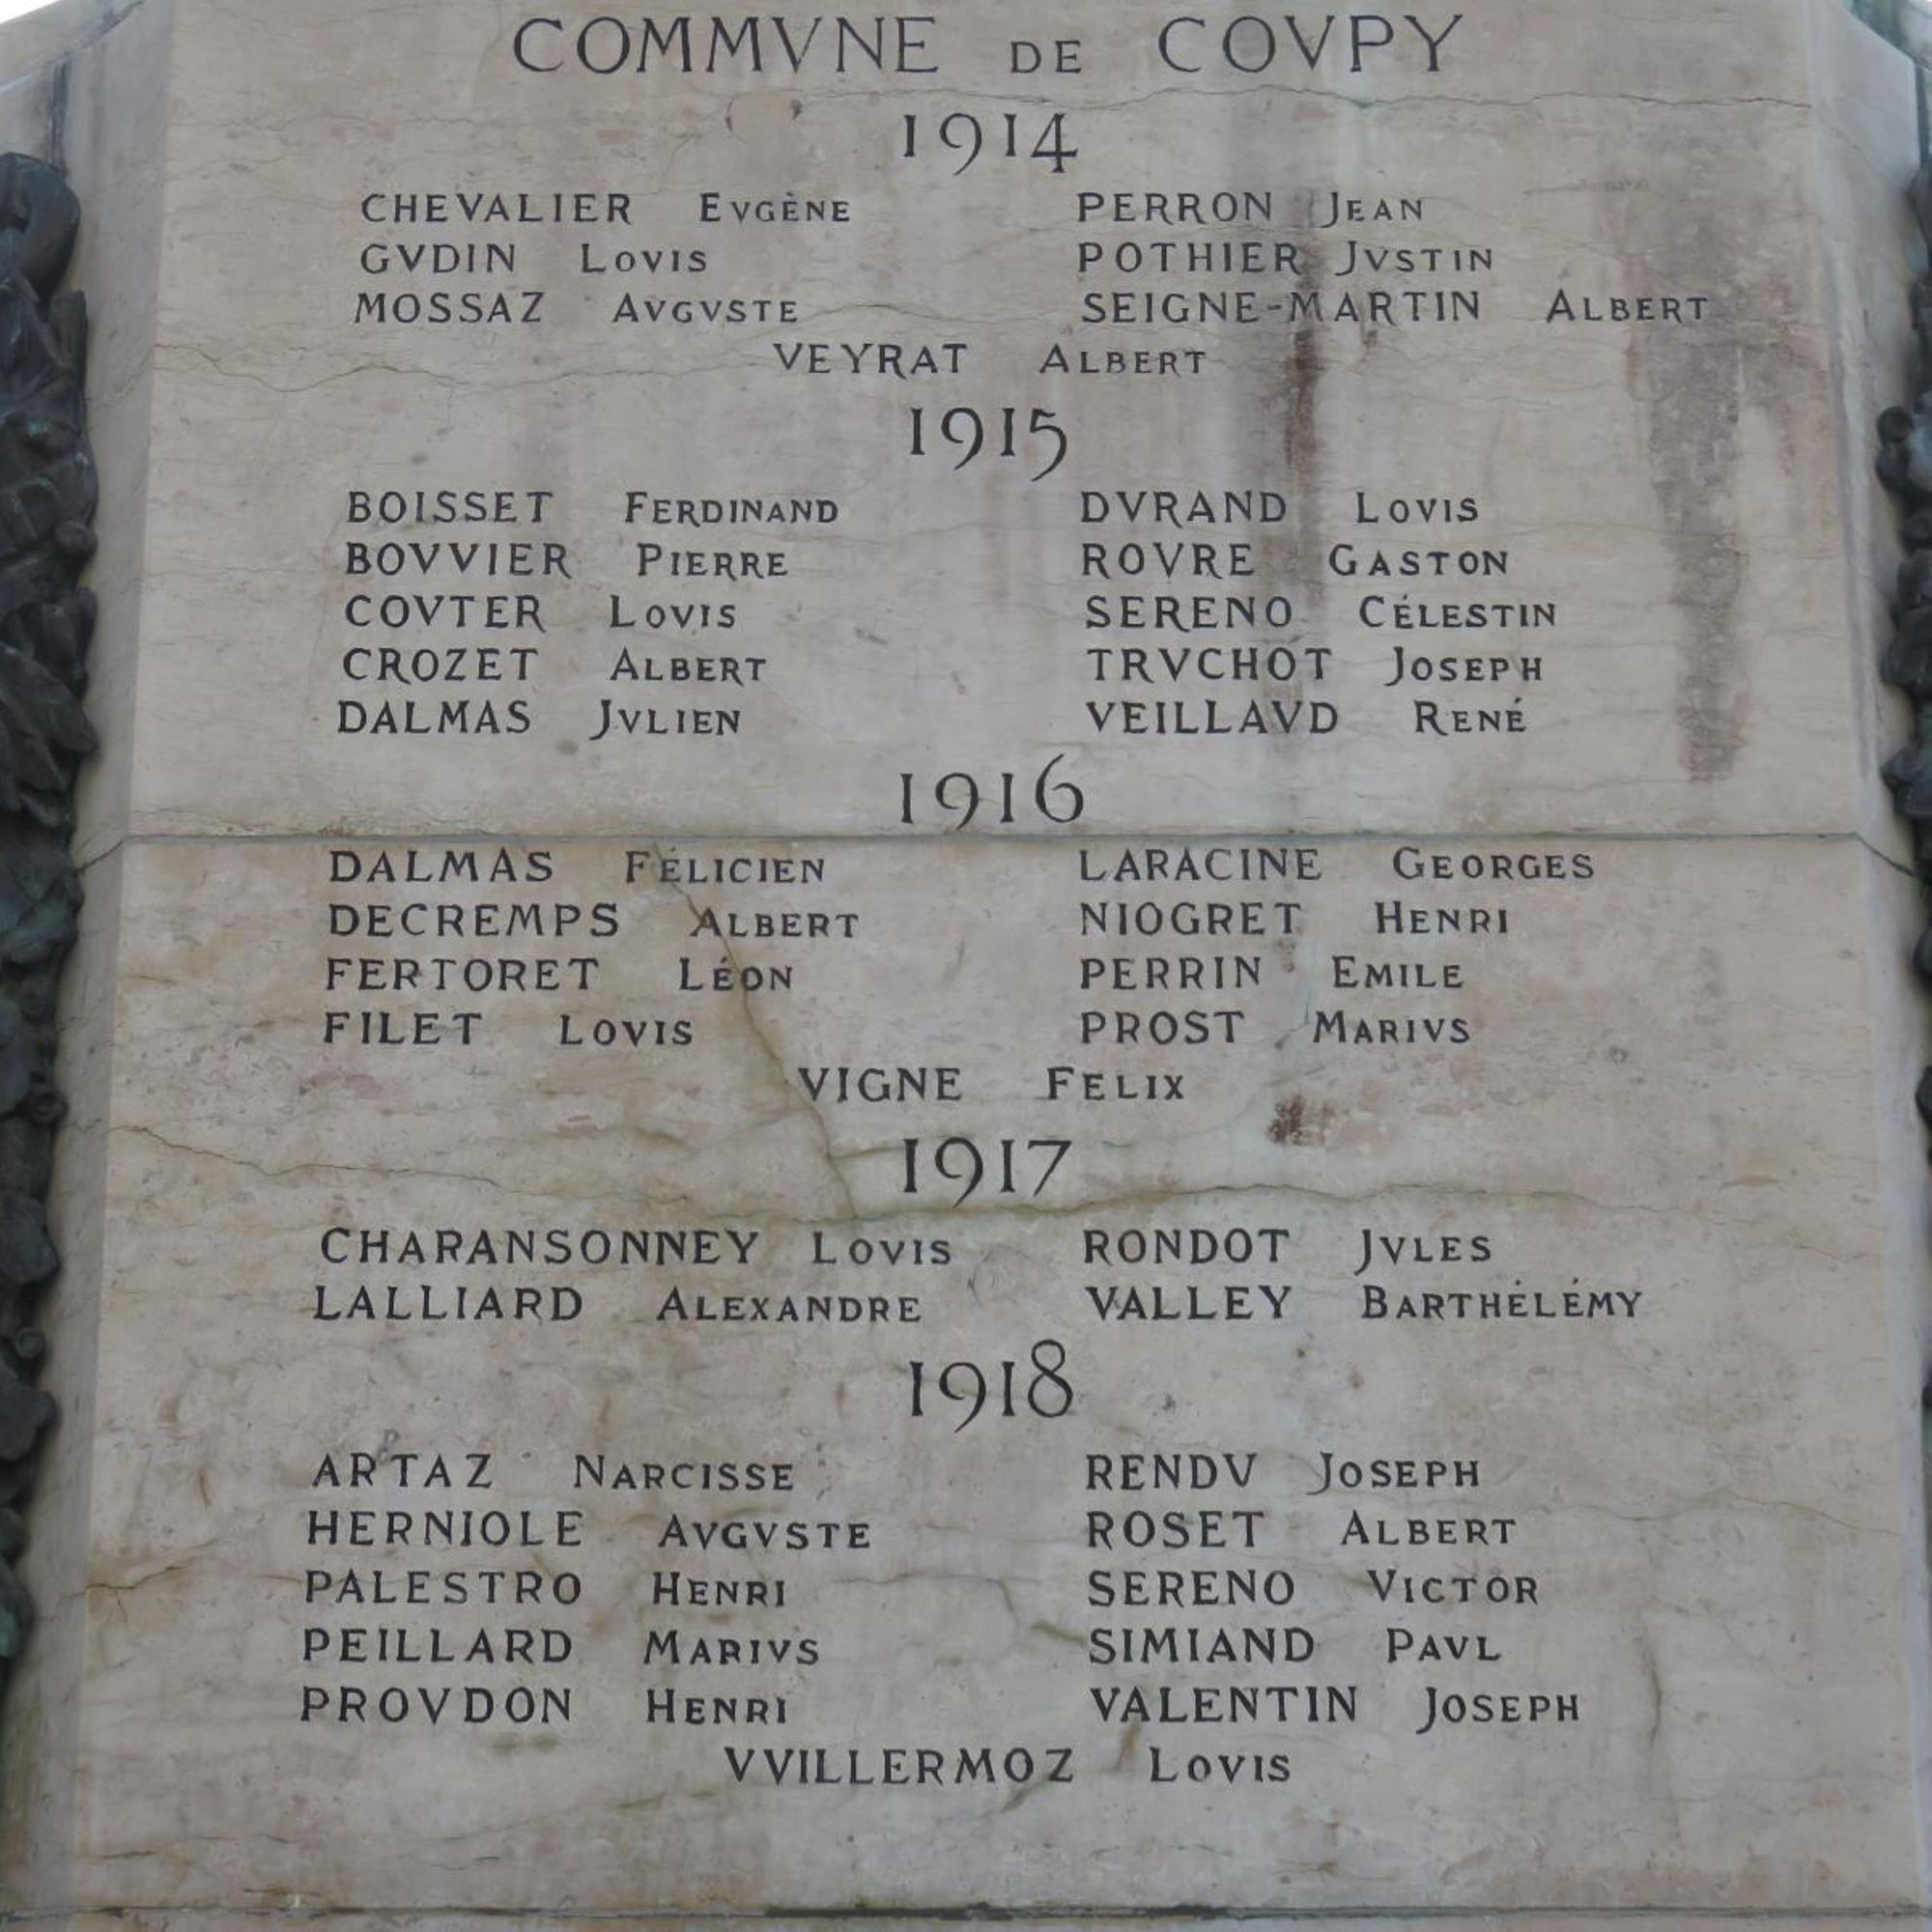 COMMVNE DE COVPY
1914
CHEVALIER EVGÈNE PERRON JEAN
GVDIN LOVIS POTHIER JVSTIN
MOSSAZ AVGVSTE SEIGNE-MARTIN ALBERT
VEYRAT ALBERT
1915
BOISSET FERDINAND DVRAND LOVIS
BOVVIER PIERRE ROVRE GASTON
COVTER LOVIS SERENO CÉLESTIN
CROZET ALBERT TRVCHOT JOSEPH
DALMAS JVLIEN VEILLAVD RENÉ
1916
DALMAS FÉLICIEN LARACINE GEORGES
DECREMPS ALBERT NIOGRET HENRI
FERTORET LÉON PERRIN EMILE
FILET LOVIS PROST MARIVS
VIGNE FELIX
1917
CHARANSONNEY LOVIS RONDOT JVLES
LALLIARD ALEXANDRE VALLEY BARTHÉLÉMY
1918
ARTAZ NARCISSE RENDV JOSEPH
HERNIOLE AVGVSTE ROSET ALBERT
PALESTRO HENRI SERENO VICTOR
PEILLARD MARIVS SIMIAND PAVL
PROVDON HENRI VALENTIN JOSEPH
VVILLERMOZ LOVIS